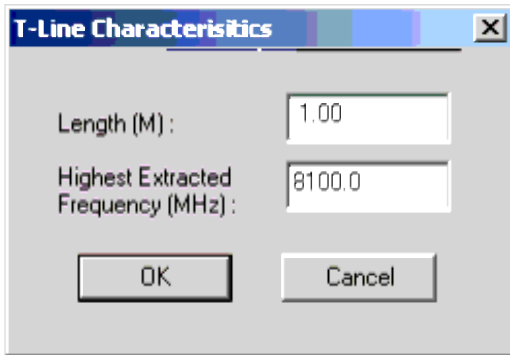 T-Line Characterisitics
Length (M) : 1.00
Highest Extracted
Frequency (MHz) : 8100.0
OK Cancel